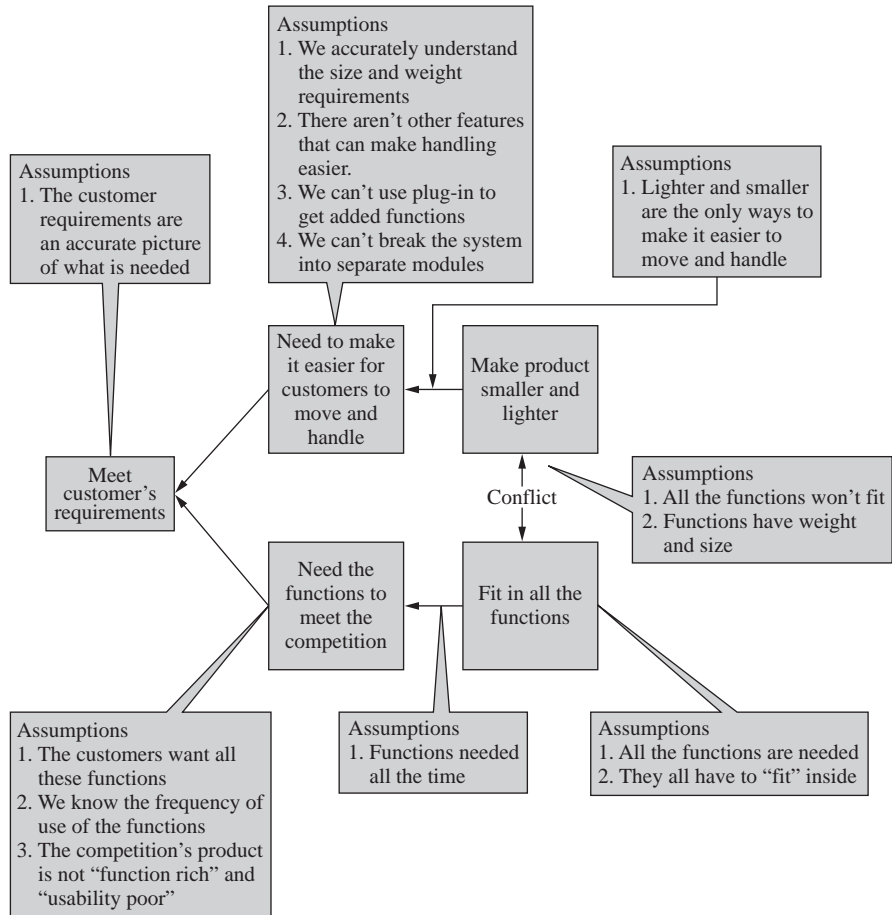 Assumptions
1. We accurately understand
the size and weight
requirements
2. There aren't other features
that can make handling
easier.
3. We can't use plug-in to
get added functions
4. We can't break the system
into separate modules
Assumptions
1. The customer
requirements are
an accurate picture
of what is needed
Assumptions
1. Lighter and smaller
are the only ways to
make it easier to
move and handle
Need to make
it easier for
customers to
move and
handle
Make product
smaller and
lighter
Meet
customer's
requirements
Conflict
Assumptions
1. All the functions won't fit
2. Functions have weight
and size
Need the
functions to
meet the
competition
Fit in all the
functions
Assumptions
1. The customers want all
these functions
2. We know the frequency of
use of the functions
3. The competition's product
is not “function rich” and
“usability poor”
Assumptions
1. Functions needed
all the time
Assumptions
1. All the functions are needed
2. They all have to “fit” inside